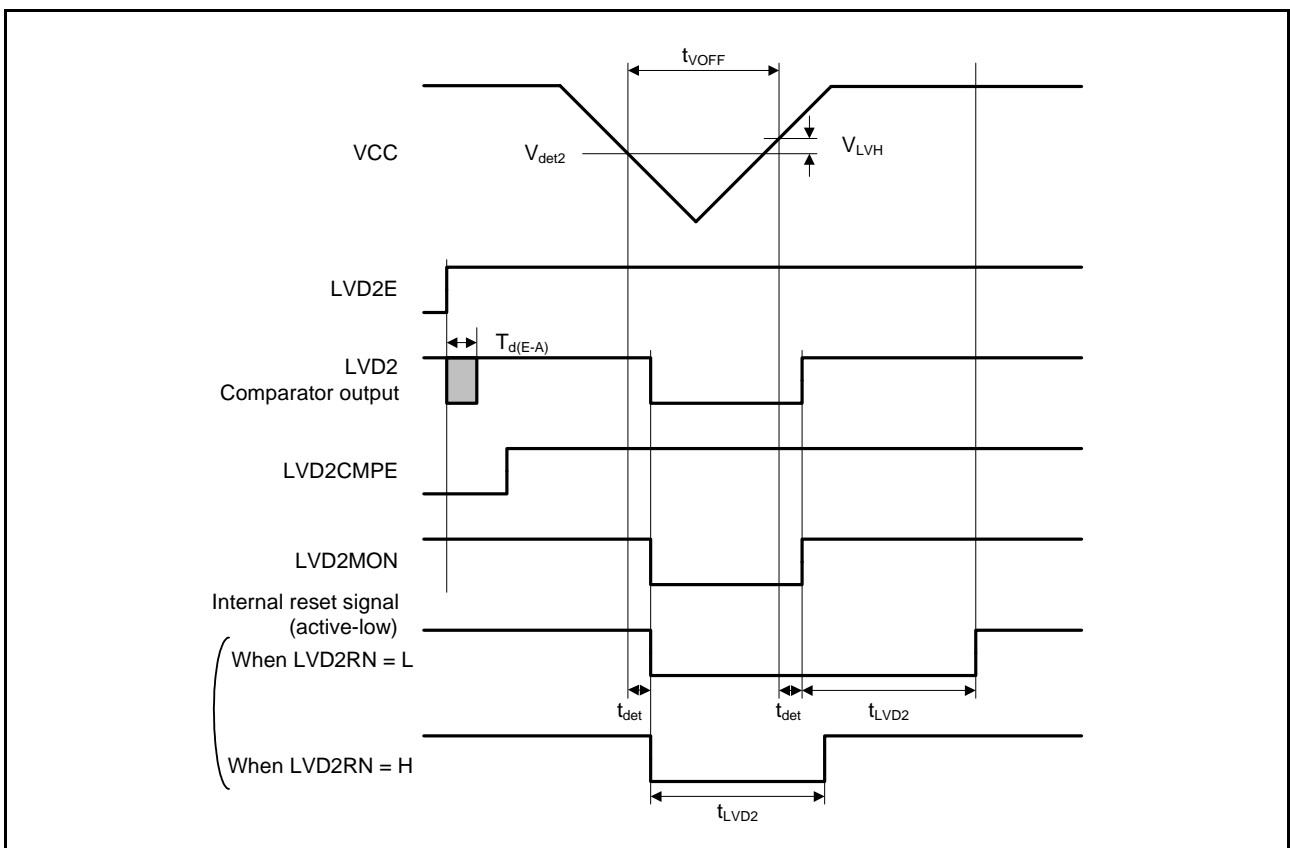 tVOFF
VCC
Vdet2
VLVH
LVD2E
Td(E-A)
LVD2
Comparator output
LVD2CMPE
LVD2MON
Internal reset signal
(active-low)
When LVD2RN = L
tdet
tdet
tLVD2
When LVD2RN = H
tLVD2